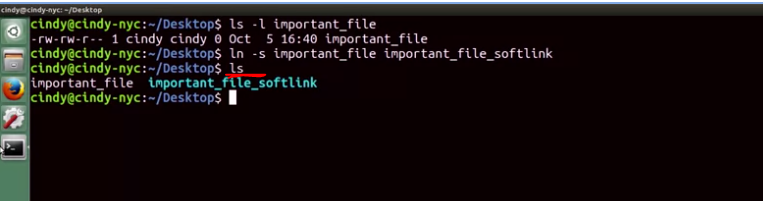 cindy@cindy-nyc: ~/Desktop
cindy@cindy-nyc:~/Desktop$ ls -l important_file
-rw-rw-r-- 1 cindy cindy 0 Oct  5 16:40 important_file
cindy@cindy-nyc:~/Desktop$ ln -s important_file important_file_softlink
cindy@cindy-nyc:~/Desktop$ ls
important_file  important_file_softlink
cindy@cindy-nyc:~/Desktop$